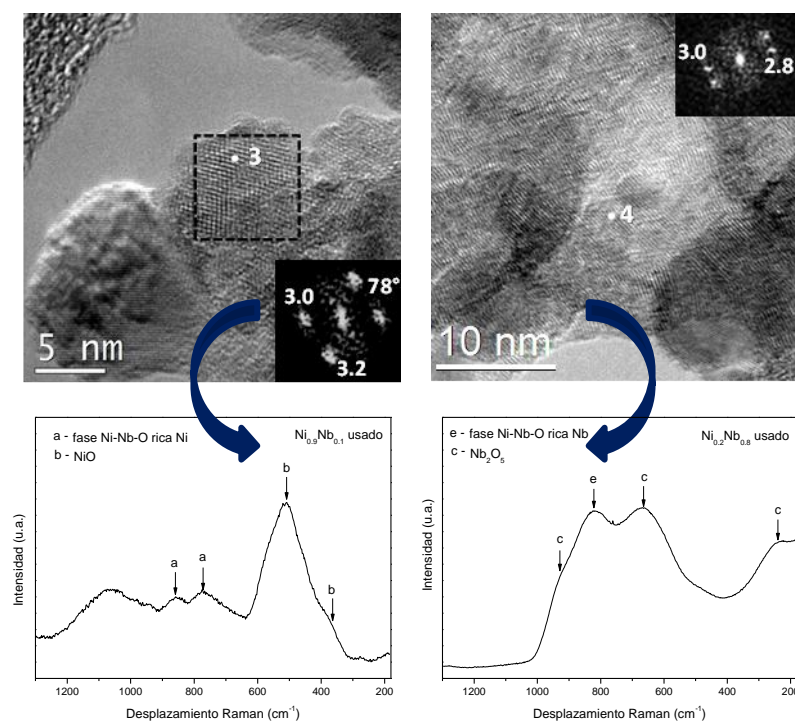 3
3.0
78°
3.2
5 nm
3.0
2.8
4
10 nm
a - fase Ni-Nb-O rica Ni
b - NiO
Ni0.9Nb0.1 usado
b
a
a
b
Intensidad (u.a.)
1200
1000
800
600
400
200
Desplazamiento Raman (cm-1)
e - fase Ni-Nb-O rica Nb
c - Nb2O5
Ni0.2Nb0.8 usado
e
c
c
c
Intensidad (u.a.)
1200
1000
800
600
400
200
Desplazamiento Raman (cm-1)